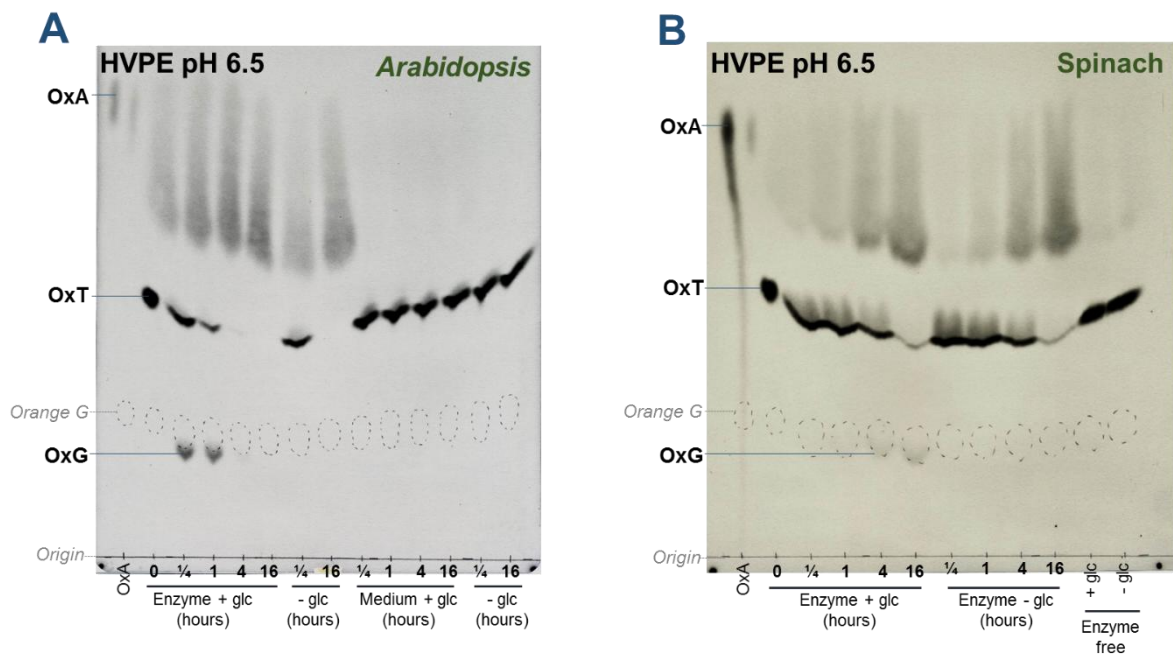 A
HVPE pH 6.5
Arabidopsis
OxA
OxT
Orange G
OxG
Origin
OxA
0 ¼ 1 4 16 ¼ 16 ¼ 1 4 16 ¼ 16
Enzyme + glc - glc Medium + glc - glc
(hours) (hours) (hours) (hours)
B
HVPE pH 6.5
Spinach
OxA
OxT
Orange G
OxG
Origin
OxA
0 ¼ 1 4 16 ¼ 1 4 16 + glc - glc
Enzyme + glc Enzyme - glc Enzyme
(hours) (hours) free